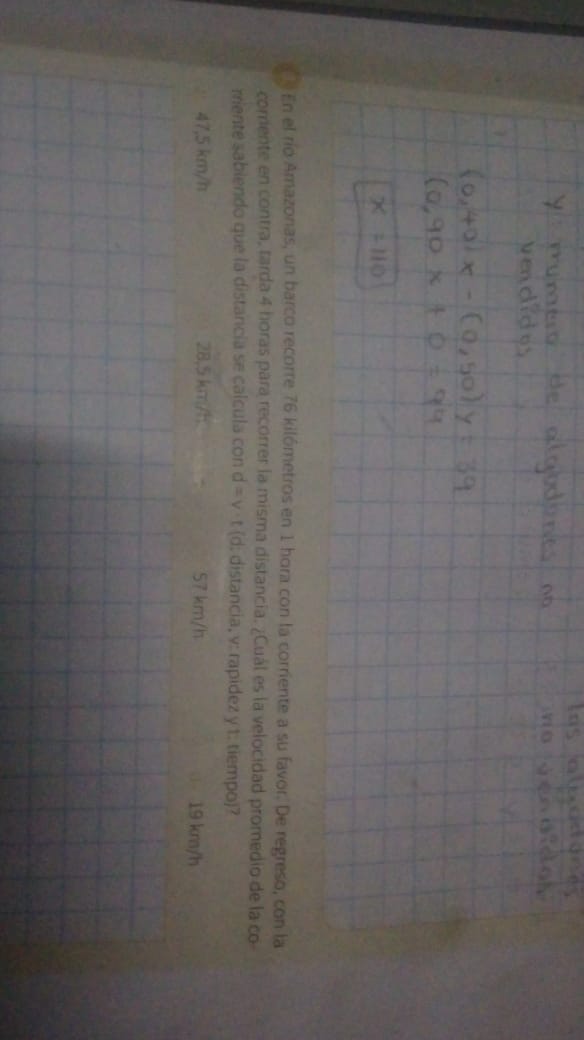 y = numero de algodones no
vendidos
las algodones
no vendidos
y
(0,40)x - (0,50)y = 39
(0,90 x + 0 = 99
x = 110
En el río Amazonas, un barco recorre 76 kilómetros en 1 hora con la corriente a su favor. De regreso, con la
corriente en contra, tarda 4 horas para recorrer la misma distancia. ¿Cuál es la velocidad promedio de la co-
rriente sabiendo que la distancia se calcula con d = v · t (d: distancia, v: rapidez y t: tiempo)?
47,5 km/h 28,5 km/h 57 km/h 19 km/h